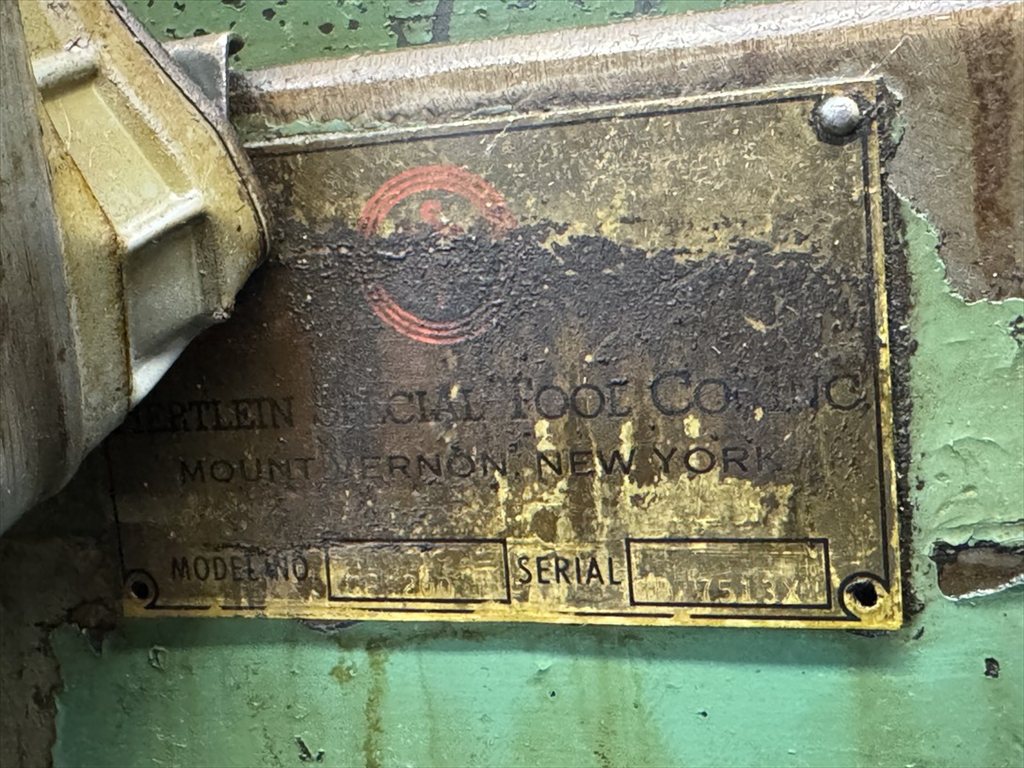 HERTLEIN SPECIAL TOOL CO., INC.
MOUNT VERNON, NEW YORK
MODEL NO. SERIAL 7513X